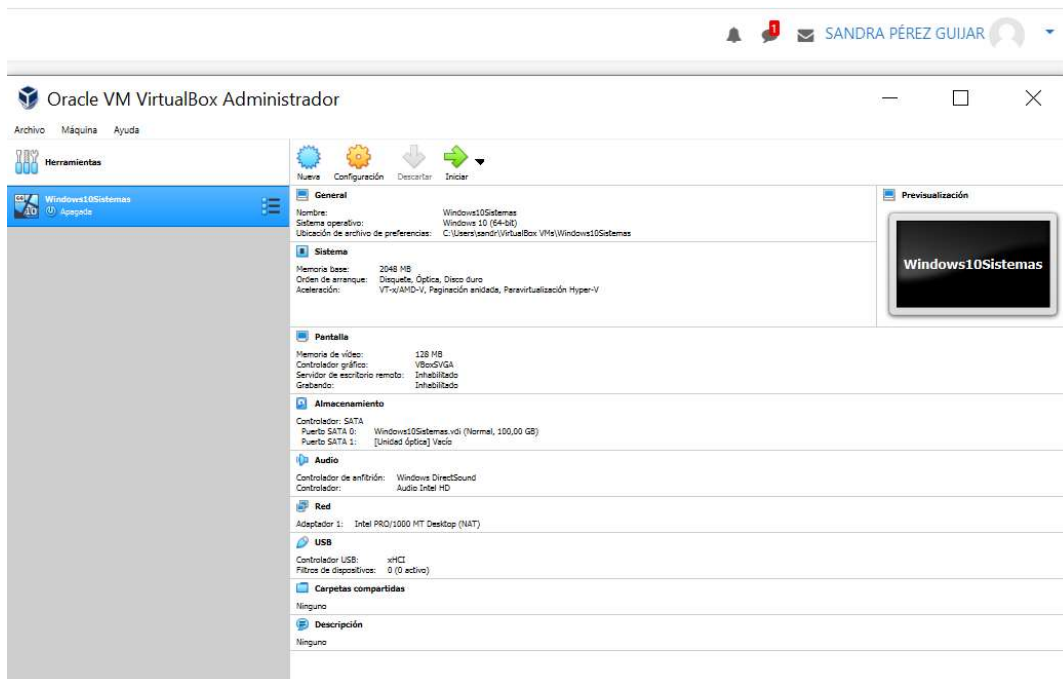 1
SANDRA PÉREZ GUIJAR
Oracle VM VirtualBox Administrador
Archivo Máquina Ayuda
Herramientas
Nueva Configuración Descartar Iniciar
Windows10Sistemas
Apagada
General
Nombre: Windows10Sistemas
Sistema operativo: Windows 10 (64-bit)
Ubicación de archivo de preferencias: C:\Users\sandr\VirtualBox VMs\Windows10Sistemas
Previsualización
Windows10Sistemas
Sistema
Memoria base: 2048 MB
Orden de arranque: Disquete, Óptica, Disco duro
Aceleración: VT-x/AMD-V, Paginación anidada, Paravirtualización Hyper-V
Pantalla
Memoria de vídeo: 128 MB
Controlador gráfico: VBoxSVGA
Servidor de escritorio remoto: Inhabilitado
Grabando: Inhabilitado
Almacenamiento
Controlador: SATA
Puerto SATA 0: Windows10Sistemas.vdi (Normal, 100,00 GB)
Puerto SATA 1: [Unidad óptica] Vacío
Audio
Controlador de anfitrión: Windows DirectSound
Controlador: Audio Intel HD
Red
Adaptador 1: Intel PRO/1000 MT Desktop (NAT)
USB
Controlador USB: xHCI
Filtros de dispositivos: 0 (0 activo)
Carpetas compartidas
Ninguno
Descripción
Ninguno